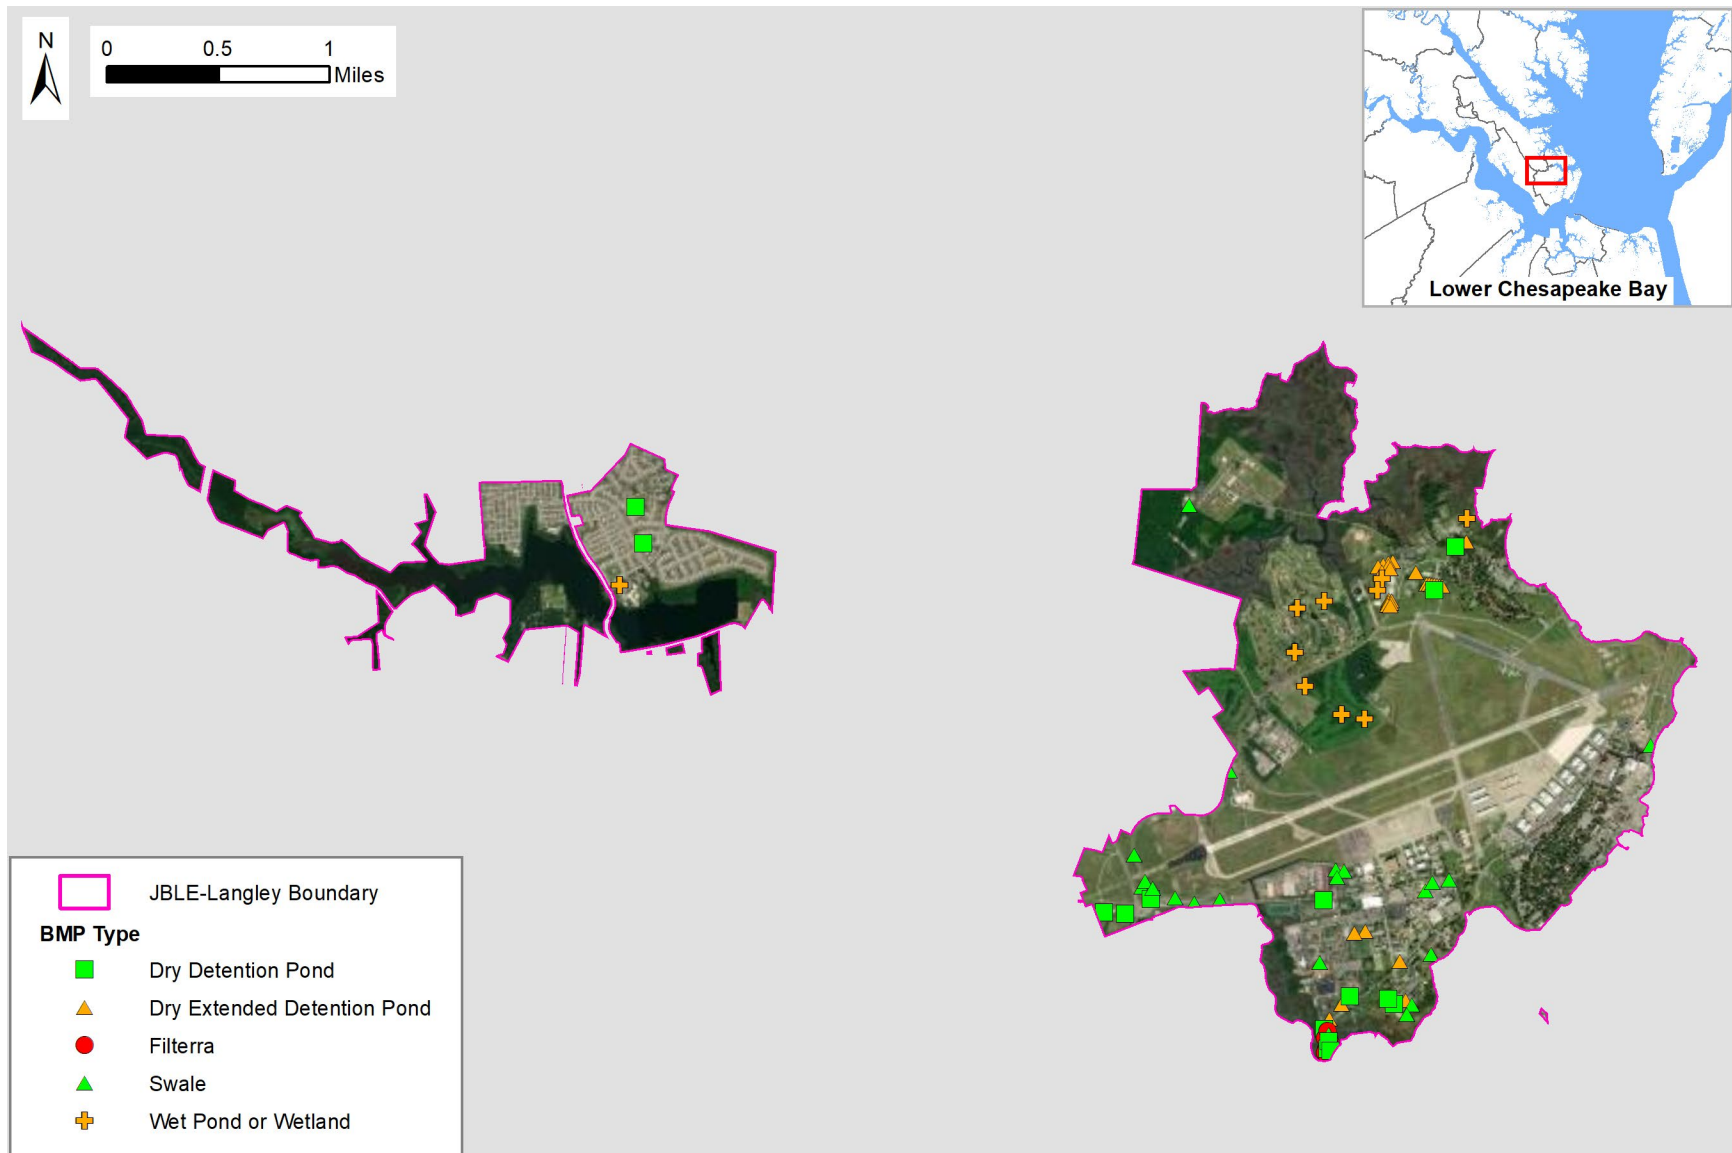 N
0 0.5 1
Miles
Lower Chesapeake Bay
JBLE-Langley Boundary
BMP Type
Dry Detention Pond
Dry Extended Detention Pond
Filterra
Swale
Wet Pond or Wetland